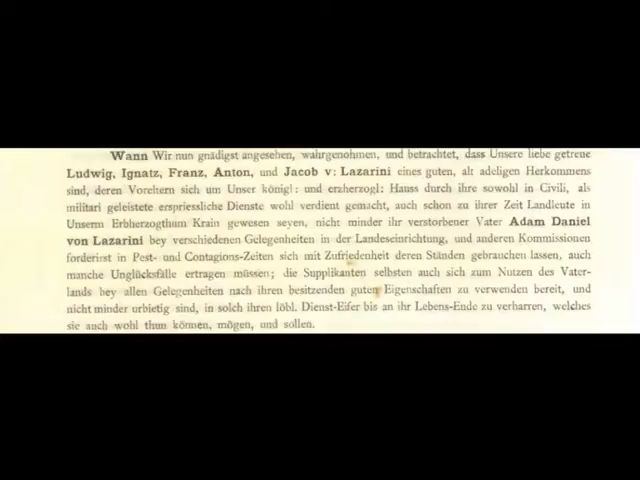 Wann Wir nun gnädigst angesehen, wahrgenohmen, und betrachtet, dass Unsere liebe getreue
Ludwig, Ignatz, Franz, Anton, und Jacob v: Lazarini eines guten, alt adeligen Herkommens
sind, deren Vorehern sich um Unser königl: und erzherzogl: Hauss durch ihre sowohl in Civili, als
militari geleistete erspriessliche Dienste wohl verdient gemacht, auch schon zu ihrer Zeit Landleute in
Unserm Erbherzogthum Krain gewesen seyen, nicht minder ihr verstorbener Vater Adam Daniel
von Lazarini bey verschiedenen Gelegenheiten in der Landeseinrichtung, und anderen Kommissionen
forderirst in Pest- und Contagions-Zeiten sich mit Zufriedenheit deren Ständen gebrauchen lassen, auch
manche Unglücksfälle ertragen müssen; die Supplikanten selbsten auch sich zum Nutzen des Vater-
lands bey allen Gelegenheiten nach ihren besitzenden guten Eigenschaften zu verwenden bereit, und
nicht minder urbietig sind, in solch ihren löbl. Dienst-Eifer bis an ihr Lebens-Ende zu verharren, welches
sie auch wohl thun können, mögen, und sollen.